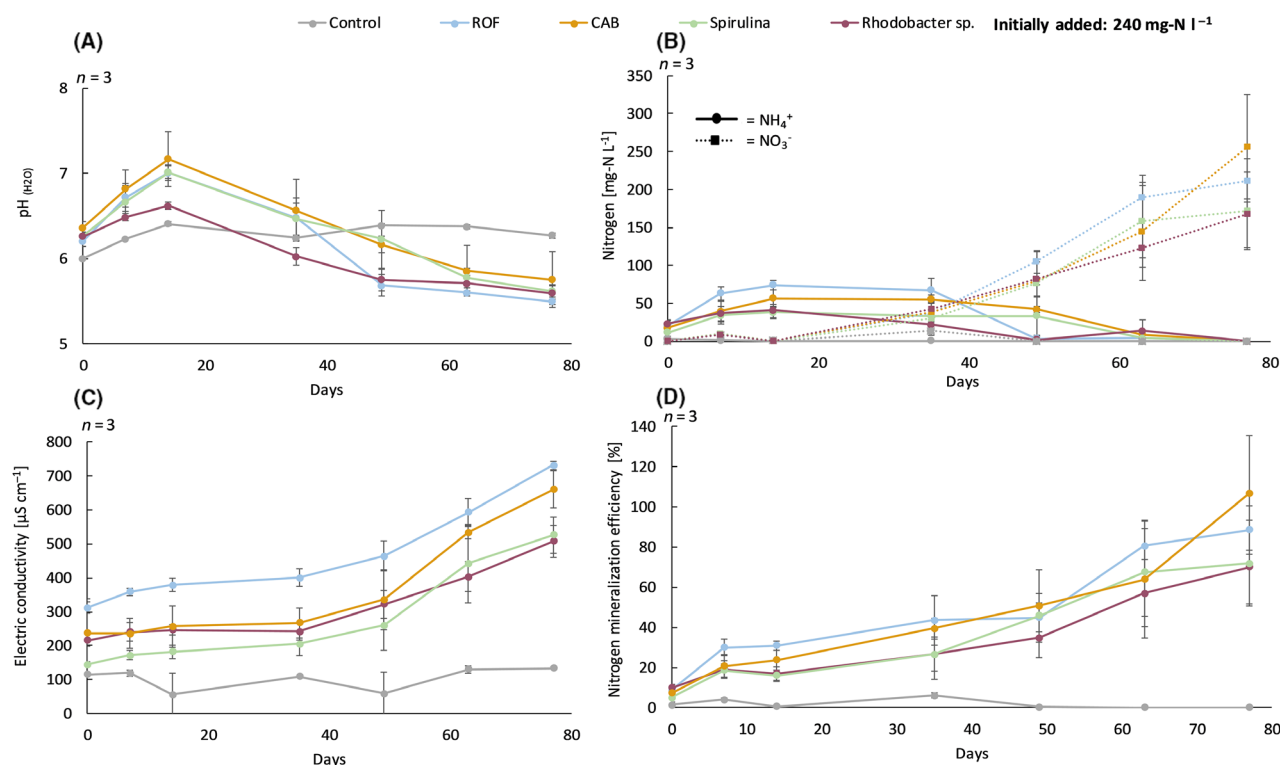 Control ROF CAB Spirulina Rhodobacter sp. Initially added: 240 mg-N l⁻¹
(A)
n = 3
8
7
6
5
pH (H2O)
0 20 40 60 80
Days
(B)
n = 3
350
300
250
200
150
100
50
0
Nitrogen [mg-N L⁻¹]
= NH₄⁺
= NO₃⁻
20 40 60 80
Days
(C)
n = 3
800
700
600
500
400
300
200
100
0
Electric conductivity [µS cm⁻¹]
0 20 40 60 80
Days
(D)
n = 3
140
120
100
80
60
40
20
0
Nitrogen mineralization efficiency [%]
0 10 20 30 40 50 60 70 80
Days